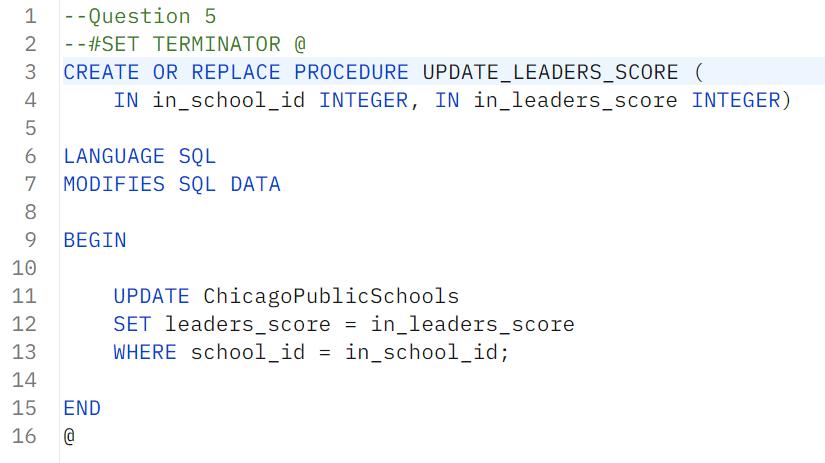 1 --Question 5
2 --#SET TERMINATOR @
3 CREATE OR REPLACE PROCEDURE UPDATE_LEADERS_SCORE (
4 IN in_school_id INTEGER, IN in_leaders_score INTEGER)
5
6 LANGUAGE SQL
7 MODIFIES SQL DATA
8
9 BEGIN
10
11 UPDATE ChicagoPublicSchools
12 SET leaders_score = in_leaders_score
13 WHERE school_id = in_school_id;
14
15 END
16 @